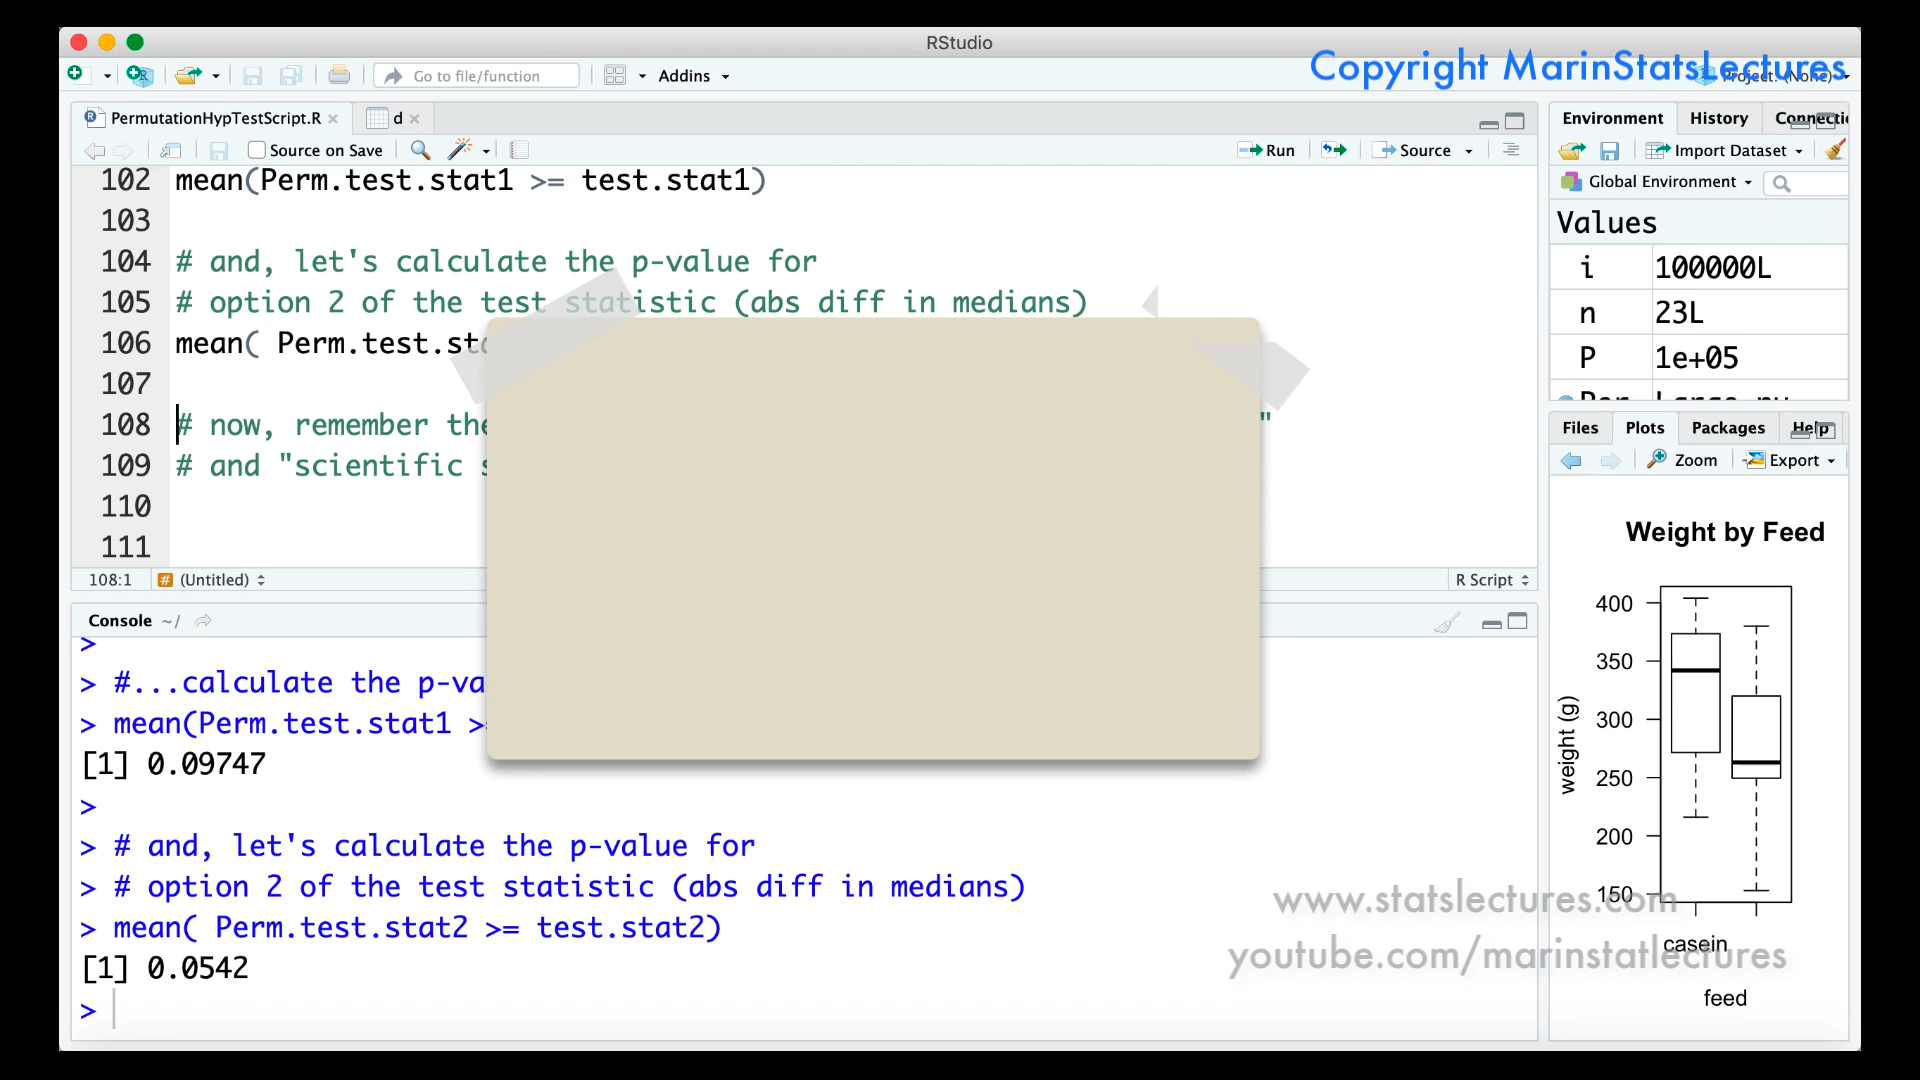 RStudio
Copyright MarinStatsLectures
Go to file/function
Addins
Project: (None)
PermutationHypTestScript.R
d
Source on Save
Run
Source
102 mean(Perm.test.stat1 >= test.stat1)
103
104 # and, let's calculate the p-value for
105 # option 2 of the test statistic (abs diff in medians)
106 mean( Perm.test.st
107
108 # now, remember the "
109 # and "scientific s
110
111
108:1 (Untitled)
R Script
Console ~/
>
> #...calculate the p-va
> mean(Perm.test.stat1 >=
[1] 0.09747
>
> # and, let's calculate the p-value for
> # option 2 of the test statistic (abs diff in medians)
> mean( Perm.test.stat2 >= test.stat2)
[1] 0.0542
>
Environment History
Import Dataset
Global Environment
Values
i 100000L
n 23L
P 1e+05
Files Plots Packages Help
Zoom Export
Weight by Feed
400
350
300
250
200
150
weight (g)
casein
feed
www.statslectures.com
youtube.com/marinstatlectures